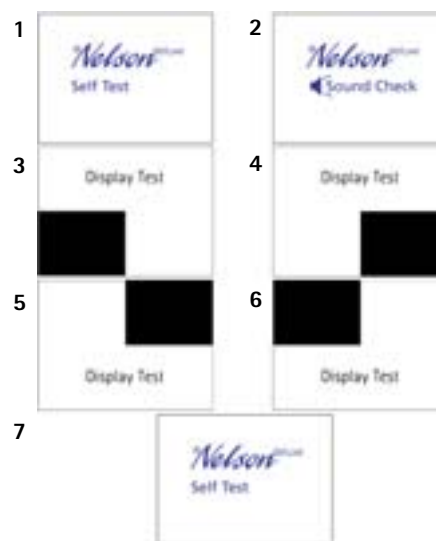 1
Nelson
Self Test
2
Nelson
Sound Check
3
Display Test
4
Display Test
5
Display Test
6
Display Test
7
Nelson
Self Test